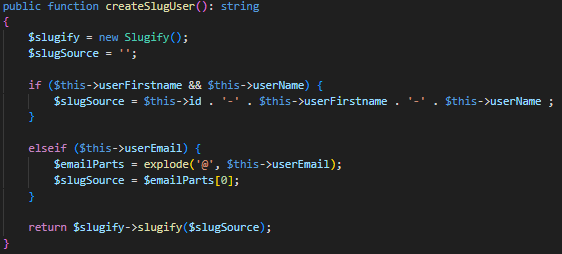 public function createSlugUser(): string
{
    $slugify = new Slugify();
    $slugSource = '';

    if ($this->userFirstname && $this->userName) {
        $slugSource = $this->id . '-' . $this->userFirstname . '-' . $this->userName ;
    }

    elseif ($this->userEmail) {
        $emailParts = explode('@', $this->userEmail);
        $slugSource = $emailParts[0];
    }

    return $slugify->slugify($slugSource);
}